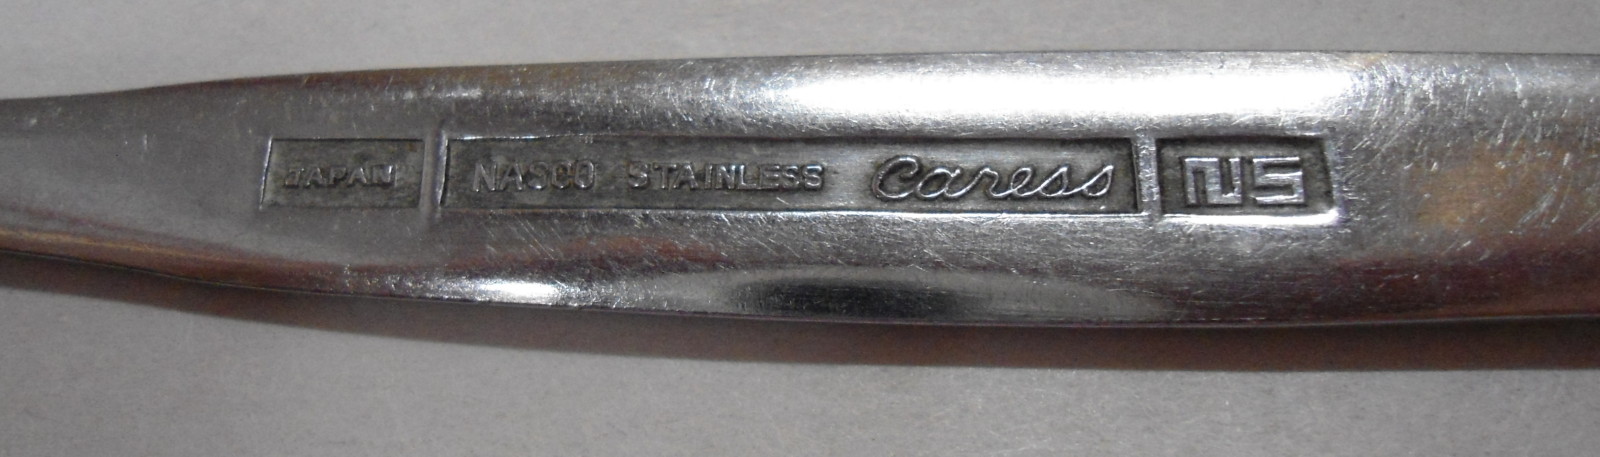 JAPAN NASCO STAINLESS Caress NS